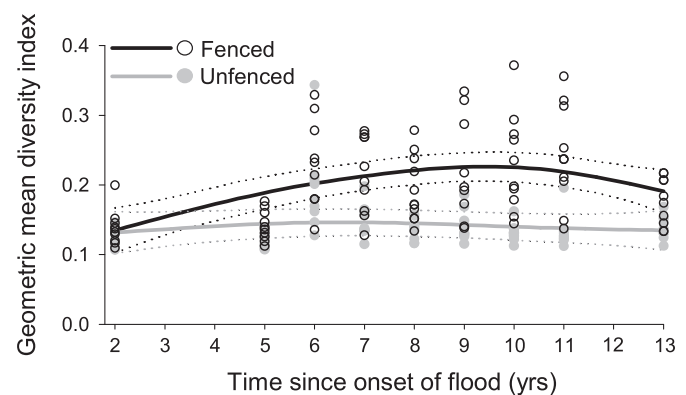 Geometric mean diversity index
0.4
0.3
0.2
0.1
0.0
Fenced
Unfenced
2 3 4 5 6 7 8 9 10 11 12 13
Time since onset of flood (yrs)